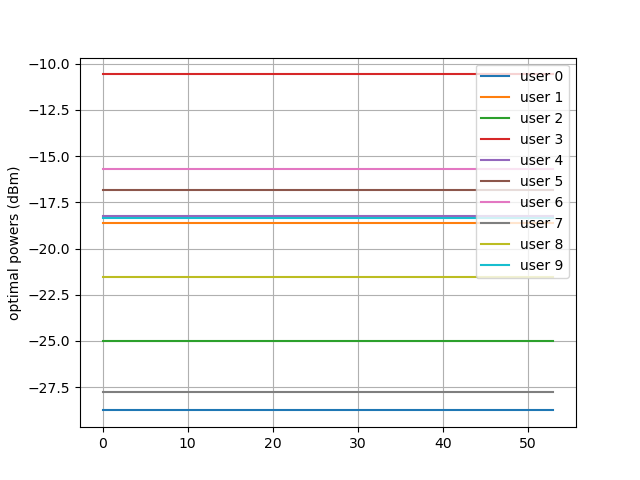 optimal powers (dBm)
−10.0
−12.5
−15.0
−17.5
−20.0
−22.5
−25.0
−27.5
0 10 20 30 40 50
user 0
user 1
user 2
user 3
user 4
user 5
user 6
user 7
user 8
user 9